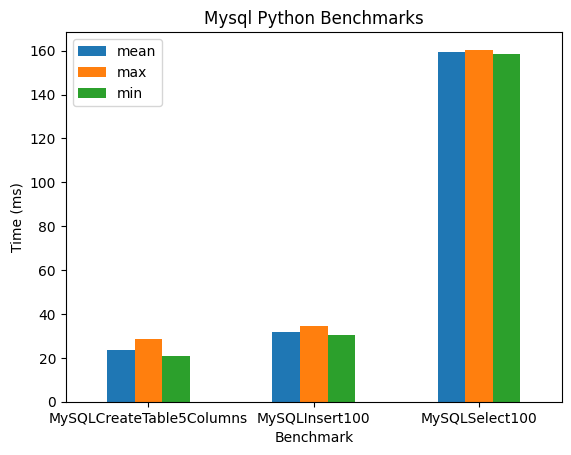 Mysql Python Benchmarks
mean
max
min
160
140
120
100
80
60
40
20
0
Time (ms)
MySQLCreateTable5Columns MySQLInsert100 MySQLSelect100
Benchmark